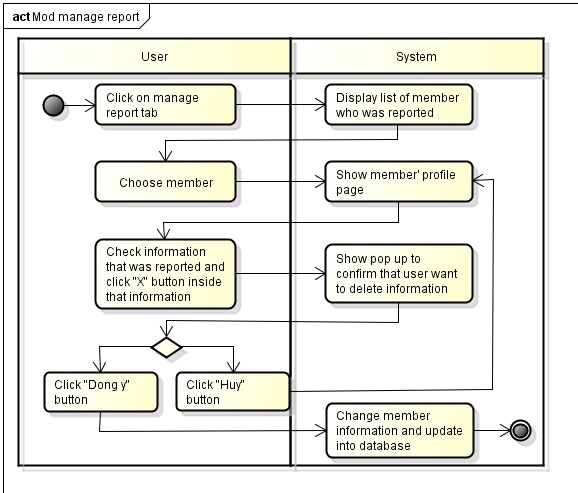 act Mod manage report
User
System
Click on manage
report tab
Display list of member
who was reported
Choose member
Show member' profile
page
Check information
that was reported and
click "X" button inside
that information
Show pop up to
confirm that user want
to delete information
Click "Dong y"
button
Click "Huy"
button
Change member
information and update
into database